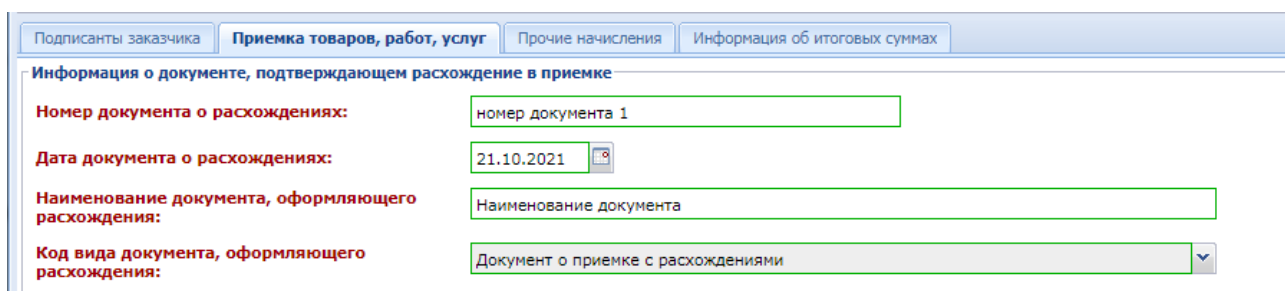 Подписанты заказчика Приемка товаров, работ, услуг Прочие начисления Информация об итоговых суммах
Информация о документе, подтверждающем расхождение в приемке
Номер документа о расхождениях: номер документа 1
Дата документа о расхождениях: 21.10.2021
Наименование документа, оформляющего
расхождения: Наименование документа
Код вида документа, оформляющего
расхождения: Документ о приемке с расхождениями